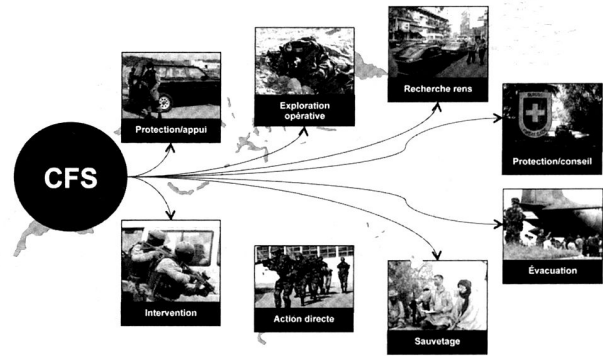 CFS
Protection/appui
Exploration
opérative
Recherche rens
Protection/conseil
Intervention
Action directe
Sauvetage
Évacuation